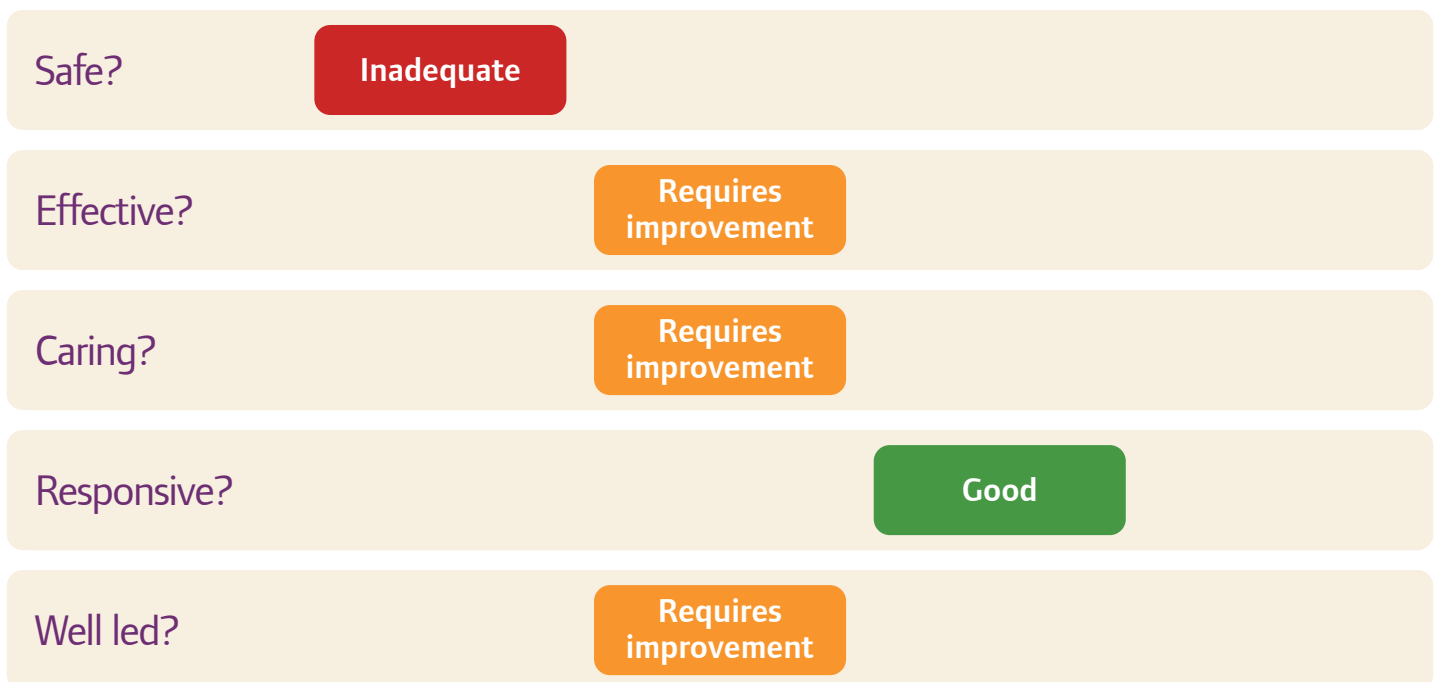 Safe?
Inadequate
Effective?
Requires
improvement
Caring?
Requires
improvement
Responsive?
Good
Well led?
Requires
improvement